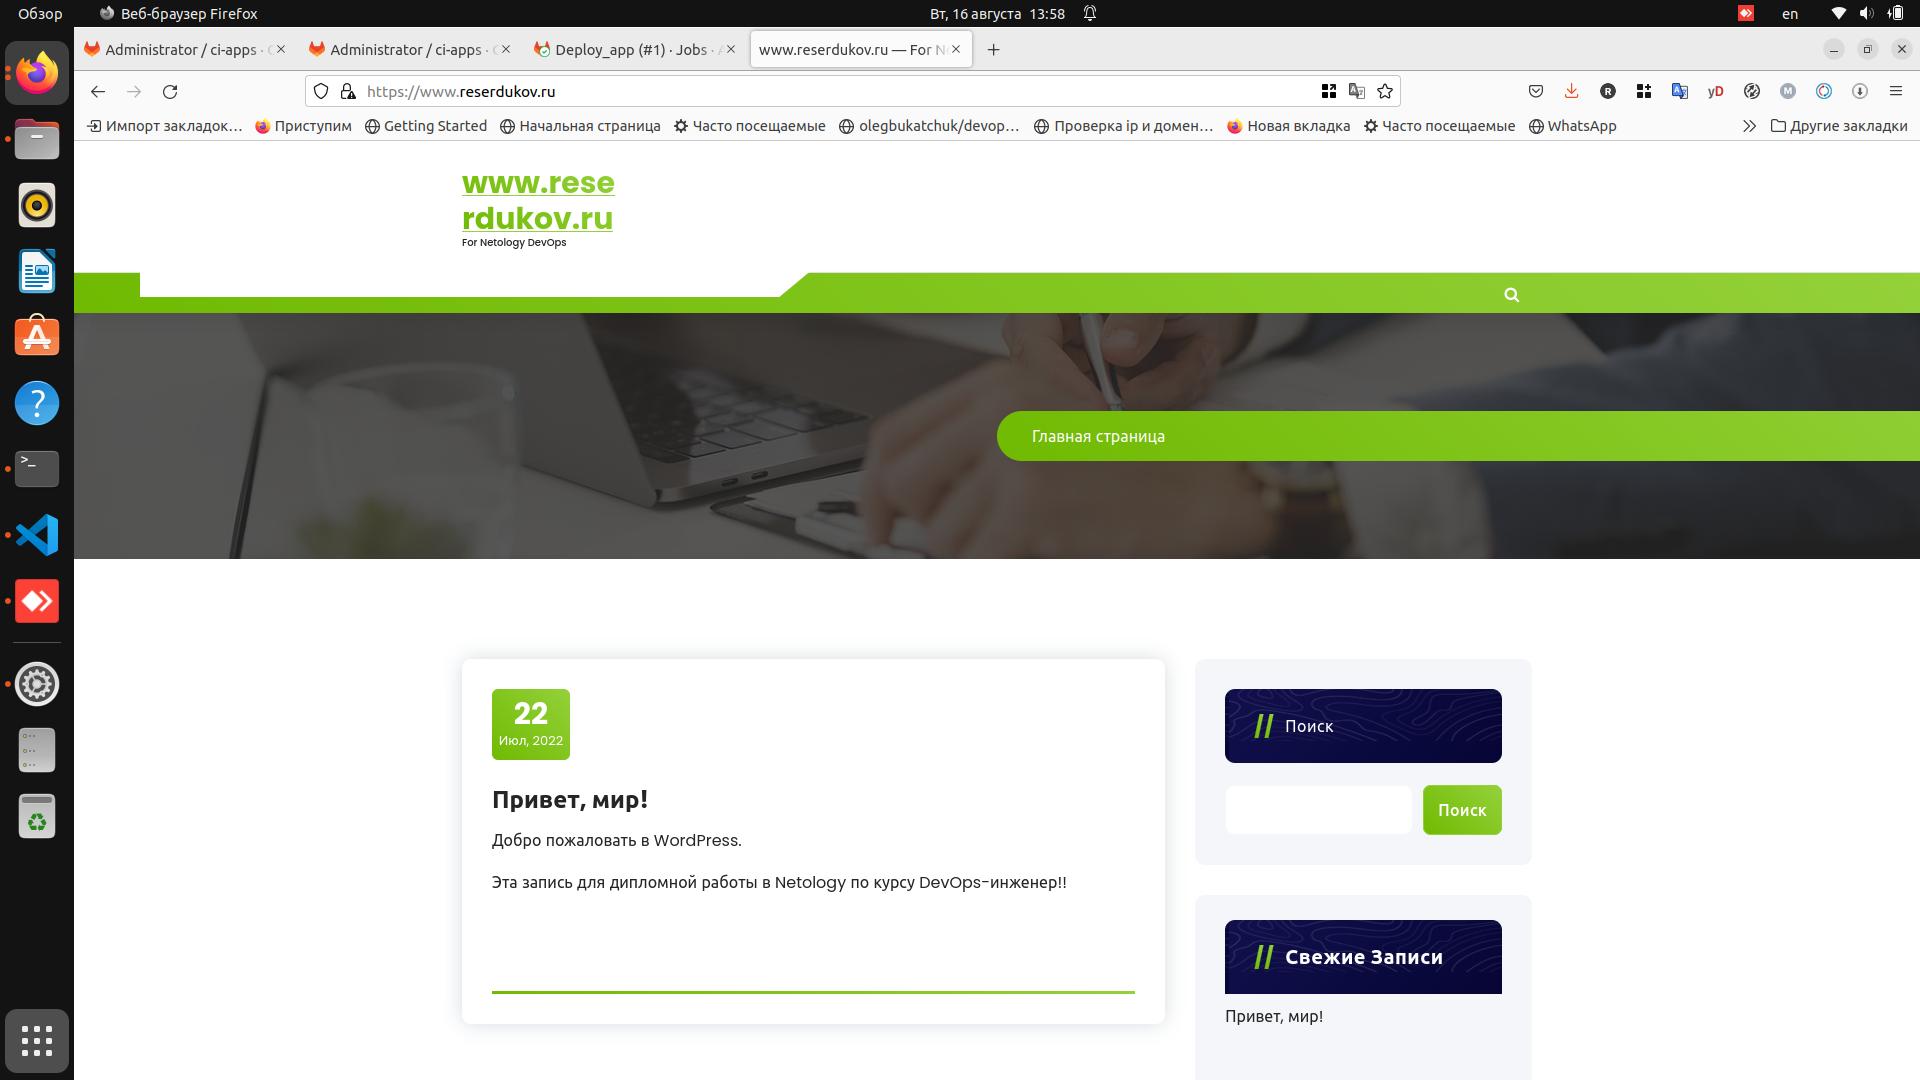 Обзор
Веб-браузер Firefox
Вт, 16 августа 13:58
en
Administrator / ci-apps ·
Administrator / ci-apps ·
Deploy_app (#1) · Jobs ·
www.reserdukov.ru — For
https://www.reserdukov.ru
Импорт закладок…
Приступим
Getting Started
Начальная страница
Часто посещаемые
olegbukatchuk/devop…
Проверка ip и домен…
Новая вкладка
Часто посещаемые
WhatsApp
Другие закладки
www.rese
rdukov.ru
For Netology DevOps
Главная страница
22
Июл, 2022
Привет, мир!
Добро пожаловать в WordPress.
Эта запись для дипломной работы в Netology по курсу DevOps-инженер!!
// Поиск
Поиск
// Свежие Записи
Привет, мир!